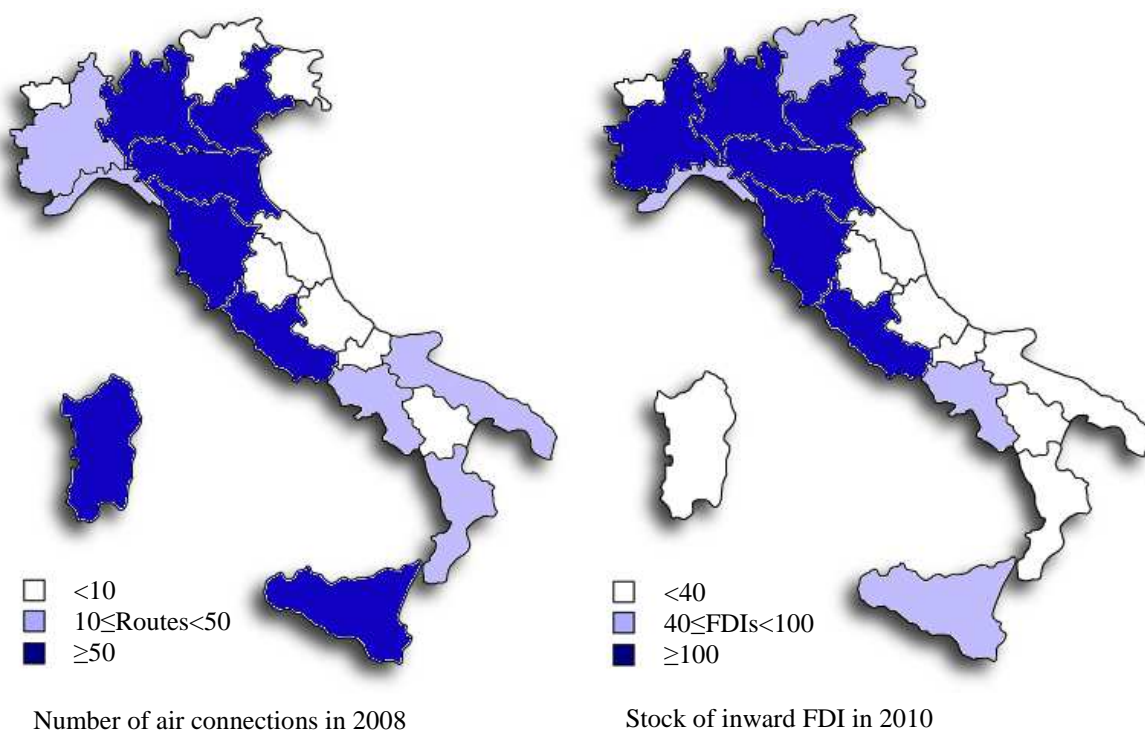 <10
10≤Routes<50
≥50
Number of air connections in 2008
<40
40≤FDIs<100
≥100
Stock of inward FDI in 2010